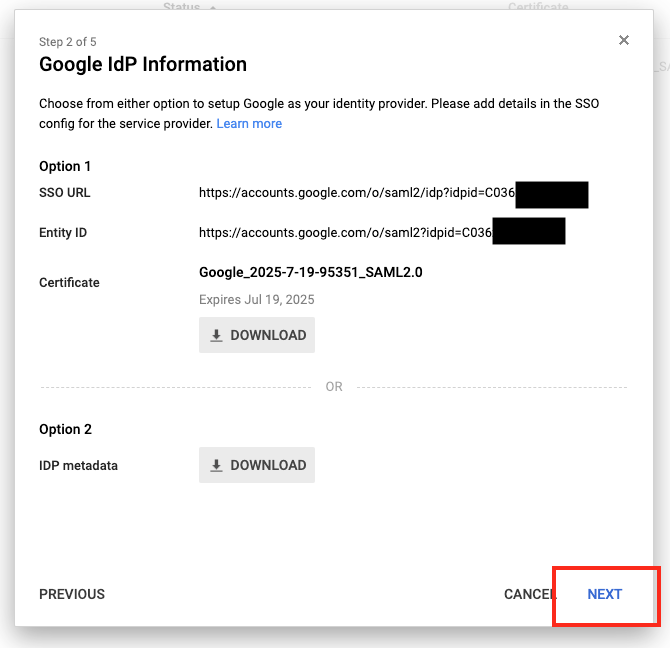 Status
Certificate
Step 2 of 5
Google IdP Information
Choose from either option to setup Google as your identity provider. Please add details in the SSO
config for the service provider. Learn more
Option 1
SSO URL https://accounts.google.com/o/saml2/idp?idpid=C036
Entity ID https://accounts.google.com/o/saml2?idpid=C036
Certificate
Google_2025-7-19-95351_SAML2.0
Expires Jul 19, 2025
DOWNLOAD
OR
Option 2
IDP metadata DOWNLOAD
PREVIOUS CANCEL NEXT